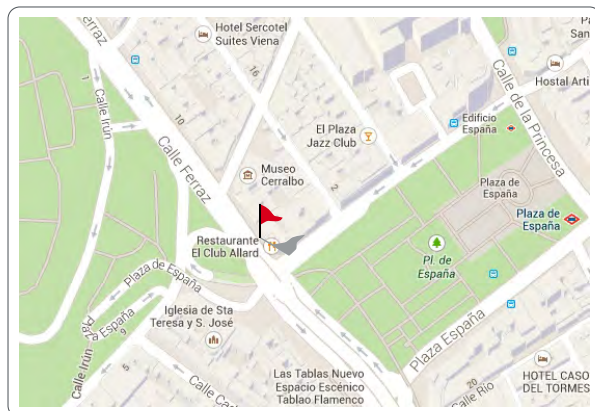 Ferraz
Hotel Sercotel
Suites Viena
16
Calle de la Princesa
Hostal Arti
Calle Irún
10
Calle Ferraz
El Plaza
Jazz Club
Edificio
España
Museo
Cerralbo
2
Plaza de
España
Plaza de
España
Restaurante
El Club Allard
Pl. de
España
Plaza de España
Iglesia de Sta
Teresa y S. José
9
Calle Irún
Plaza España
5
Las Tablas Nuevo
Espacio Escénico
Tablao Flamenco
20
Calle Río
HOTEL CASO
DEL TORMES